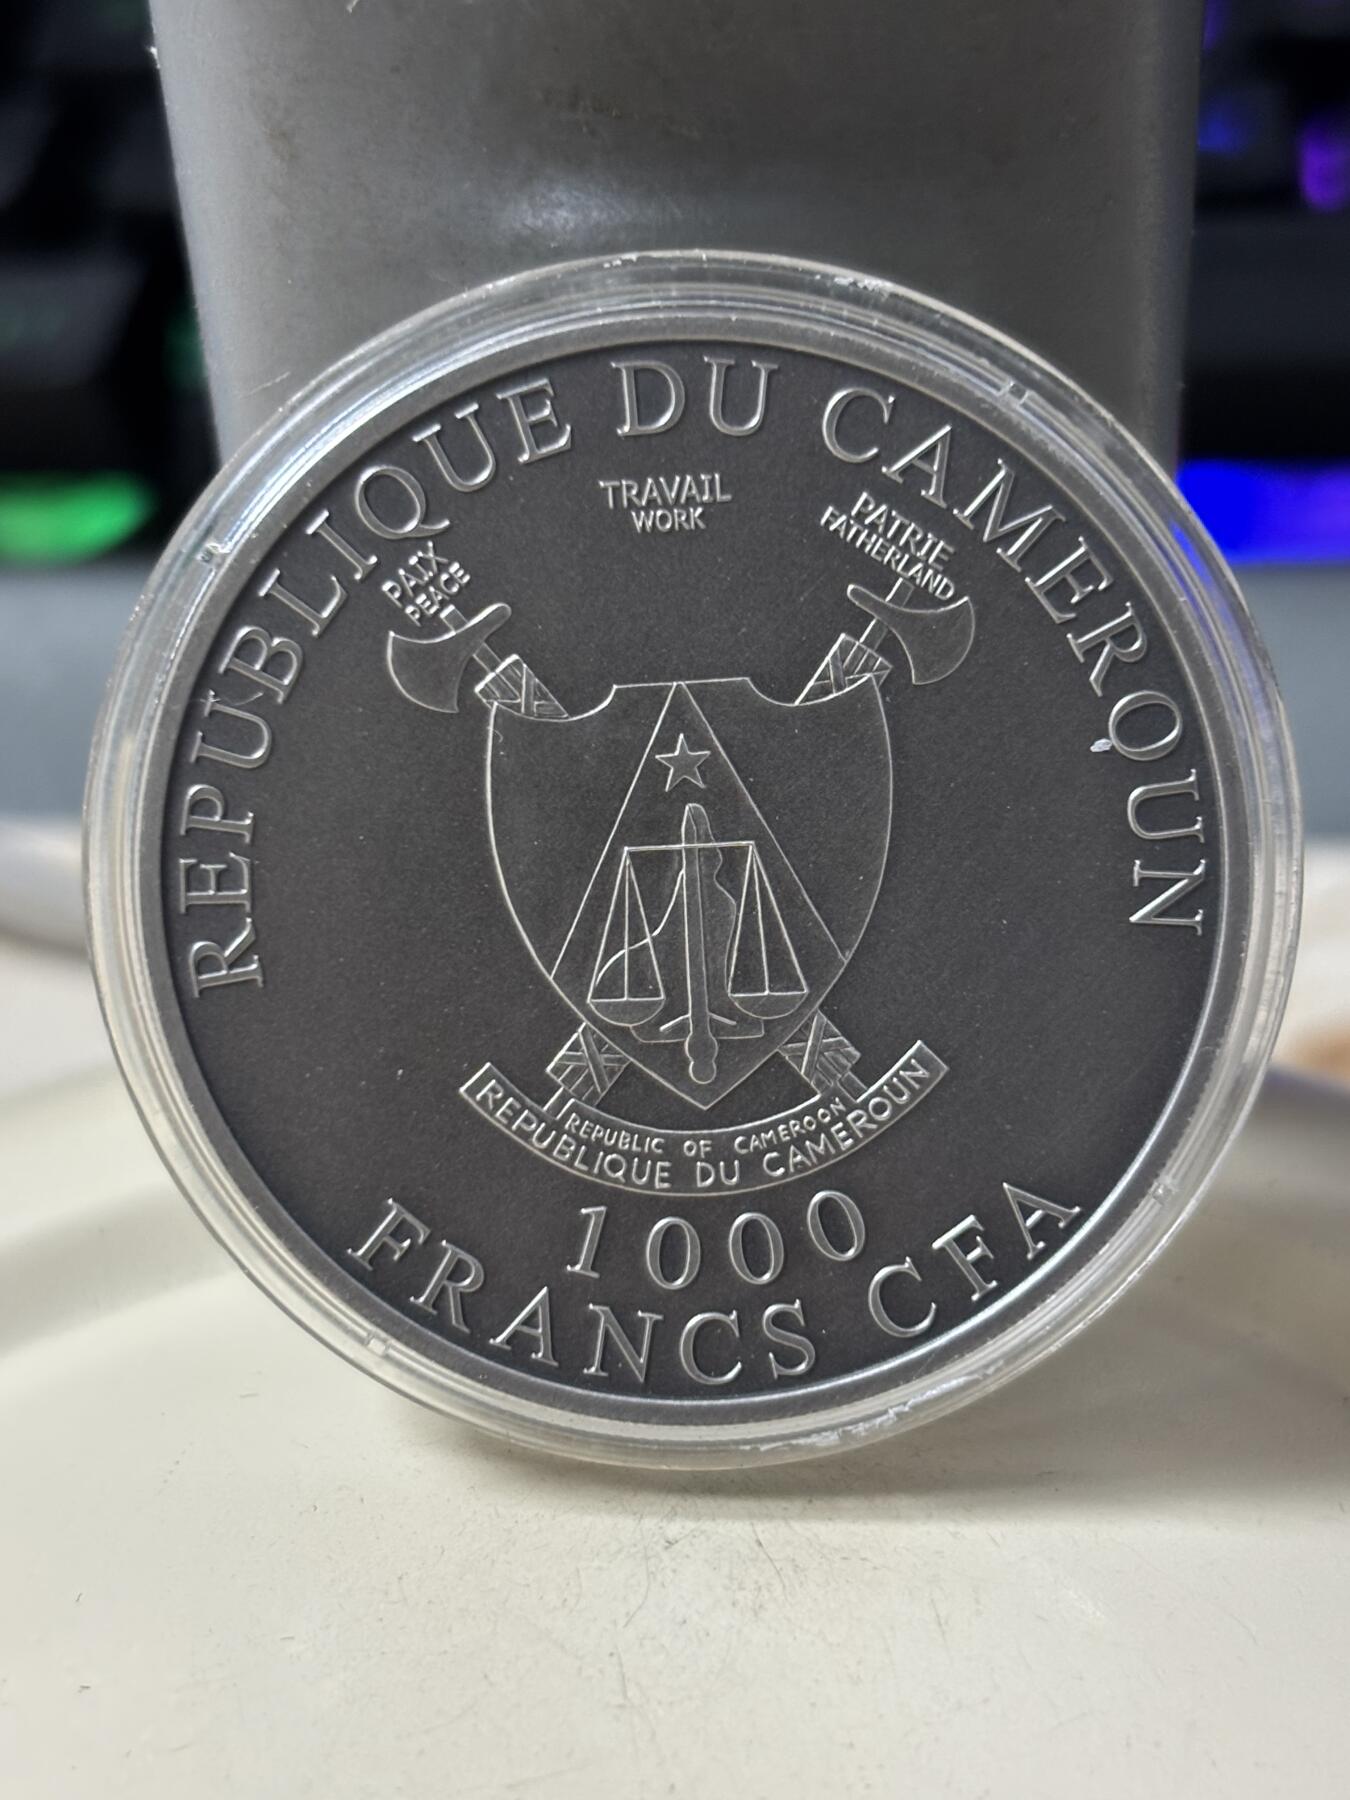 REPUBLIQUE DU CAMEROUN
TRAVAIL
WORK
PAIX
PEACE
PATRIE
FATHERLAND
REPUBLIC OF CAMEROON
REPUBLIQUE DU CAMEROUN
1000
FRANCS CFA